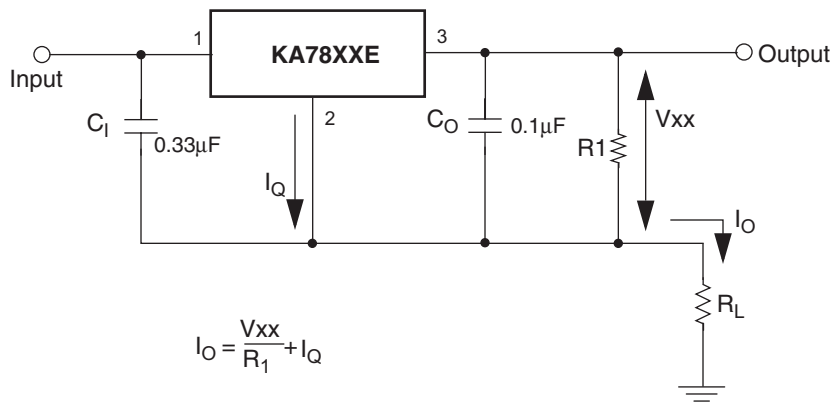 1
KA78XXE
3
Input
Output
2
C_I
0.33μF
I_Q
C_O
0.1μF
R1
Vxx
I_O
R_L
I_O = Vxx/R_1 + I_Q